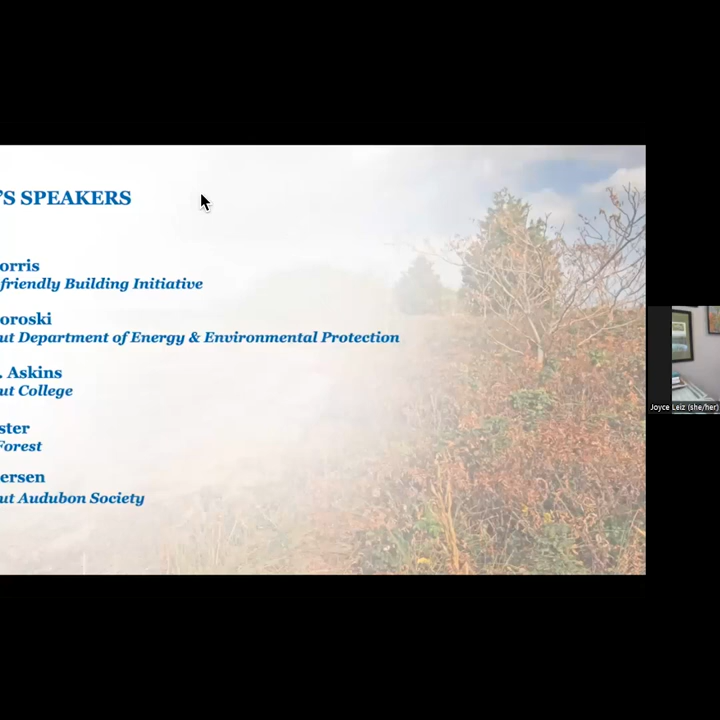 'S SPEAKERS
orris
friendly Building Initiative
oroski
ut Department of Energy & Environmental Protection
. Askins
ut College
ster
Forest
ersen
ut Audubon Society
Joyce Leiz (she/her)